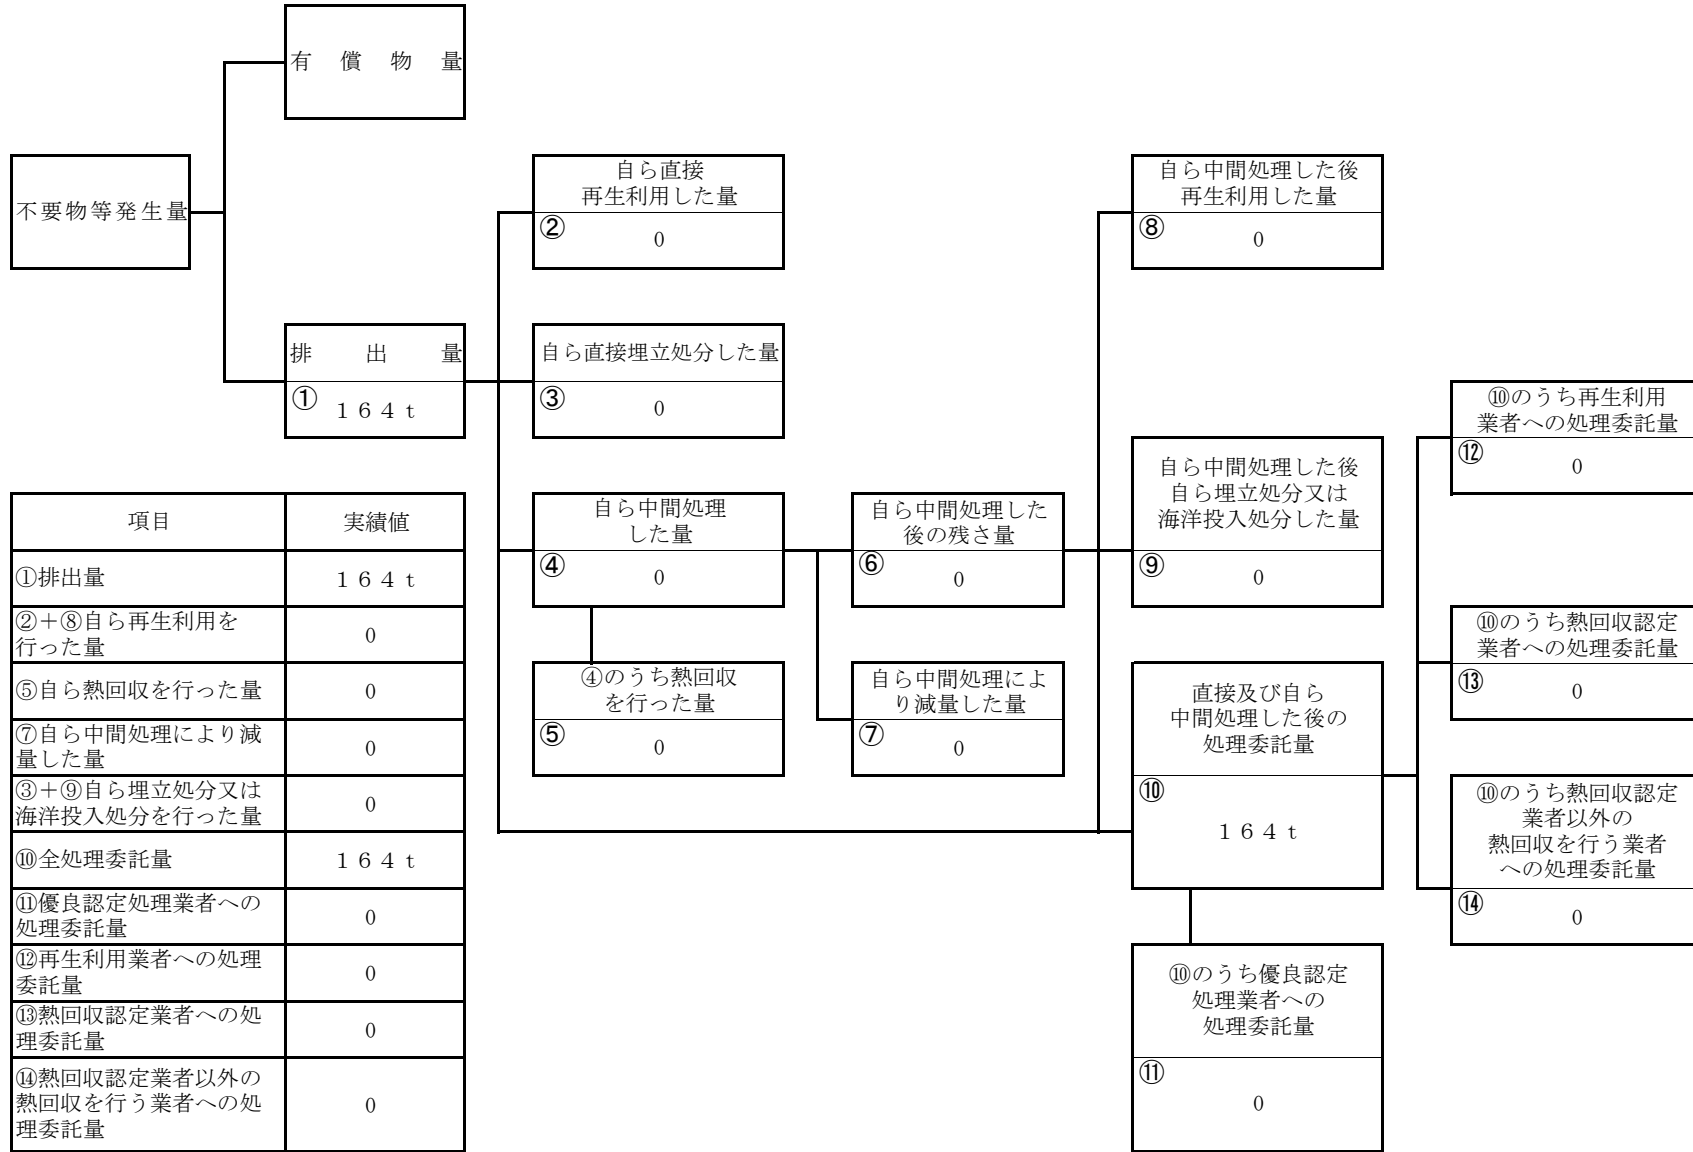 有償物量
不要物等発生量
排出量
①
１６４ｔ
自ら直接
再生利用した量
②
0
自ら直接埋立処分した量
③
0
自ら中間処理
した量
④
0
④のうち熱回収
を行った量
⑤
0
自ら中間処理した
後の残さ量
⑥
0
自ら中間処理によ
り減量した量
⑦
0
自ら中間処理した後
再生利用した量
⑧
0
自ら中間処理した後
自ら埋立処分又は
海洋投入処分した量
⑨
0
直接及び自ら
中間処理した後の
処理委託量
⑩
１６４ｔ
⑩のうち優良認定
処理業者への
処理委託量
⑪
0
⑩のうち再生利用
業者への処理委託量
⑫
0
⑩のうち熱回収認定
業者への処理委託量
⑬
0
⑩のうち熱回収認定
業者以外の
熱回収を行う業者
への処理委託量
⑭
0
項目 実績値
①排出量 １６４ｔ
②＋⑧自ら再生利用を
行った量 0
⑤自ら熱回収を行った量 0
⑦自ら中間処理により減
量した量 0
③＋⑨自ら埋立処分又は
海洋投入処分を行った量 0
⑩全処理委託量 １６４ｔ
⑪優良認定処理業者への
処理委託量 0
⑫再生利用業者への処理
委託量 0
⑬熱回収認定業者への処
理委託量 0
⑭熱回収認定業者以外の
熱回収を行う業者への処
理委託量 0